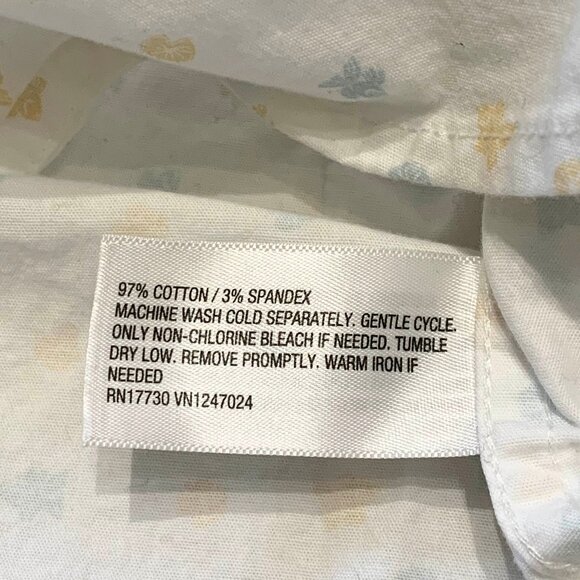 97% COTTON / 3% SPANDEX
MACHINE WASH COLD SEPARATELY. GENTLE CYCLE.
ONLY NON-CHLORINE BLEACH IF NEEDED. TUMBLE
DRY LOW. REMOVE PROMPTLY. WARM IRON IF
NEEDED
RN17730 VN1247024